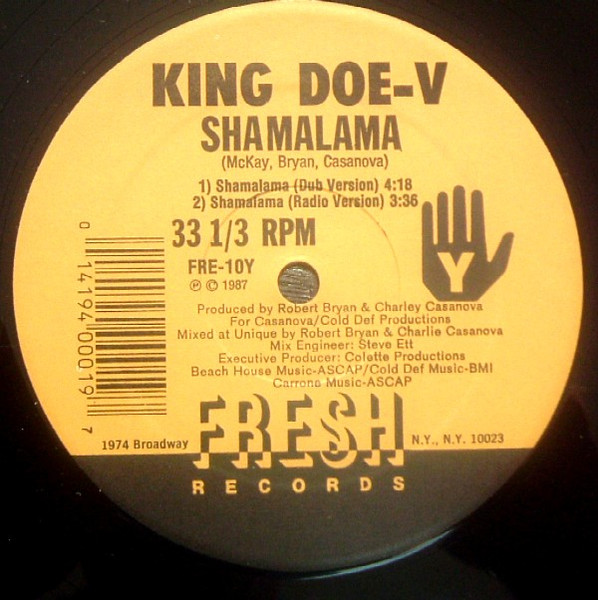 KING DOE-V
SHAMALAMA
(McKay, Bryan, Casanova)
1) Shamalama (Dub Version) 4:18
2) Shamalama (Radio Version) 3:36
33 1/3 RPM
FRE-10Y
℗ © 1987
Y
0 14194 00019 7
Produced by Robert Bryan & Charley Casanova
For Casanova/Cold Def Productions
Mixed at Unique by Robert Bryan & Charlie Casanova
Mix Engineer: Steve Ett
Executive Producer: Colette Productions
Beach House Music-ASCAP/Cold Def Music-BMI
Carrone Music-ASCAP
1974 Broadway
FRESH
N.Y., N.Y. 10023
RECORDS